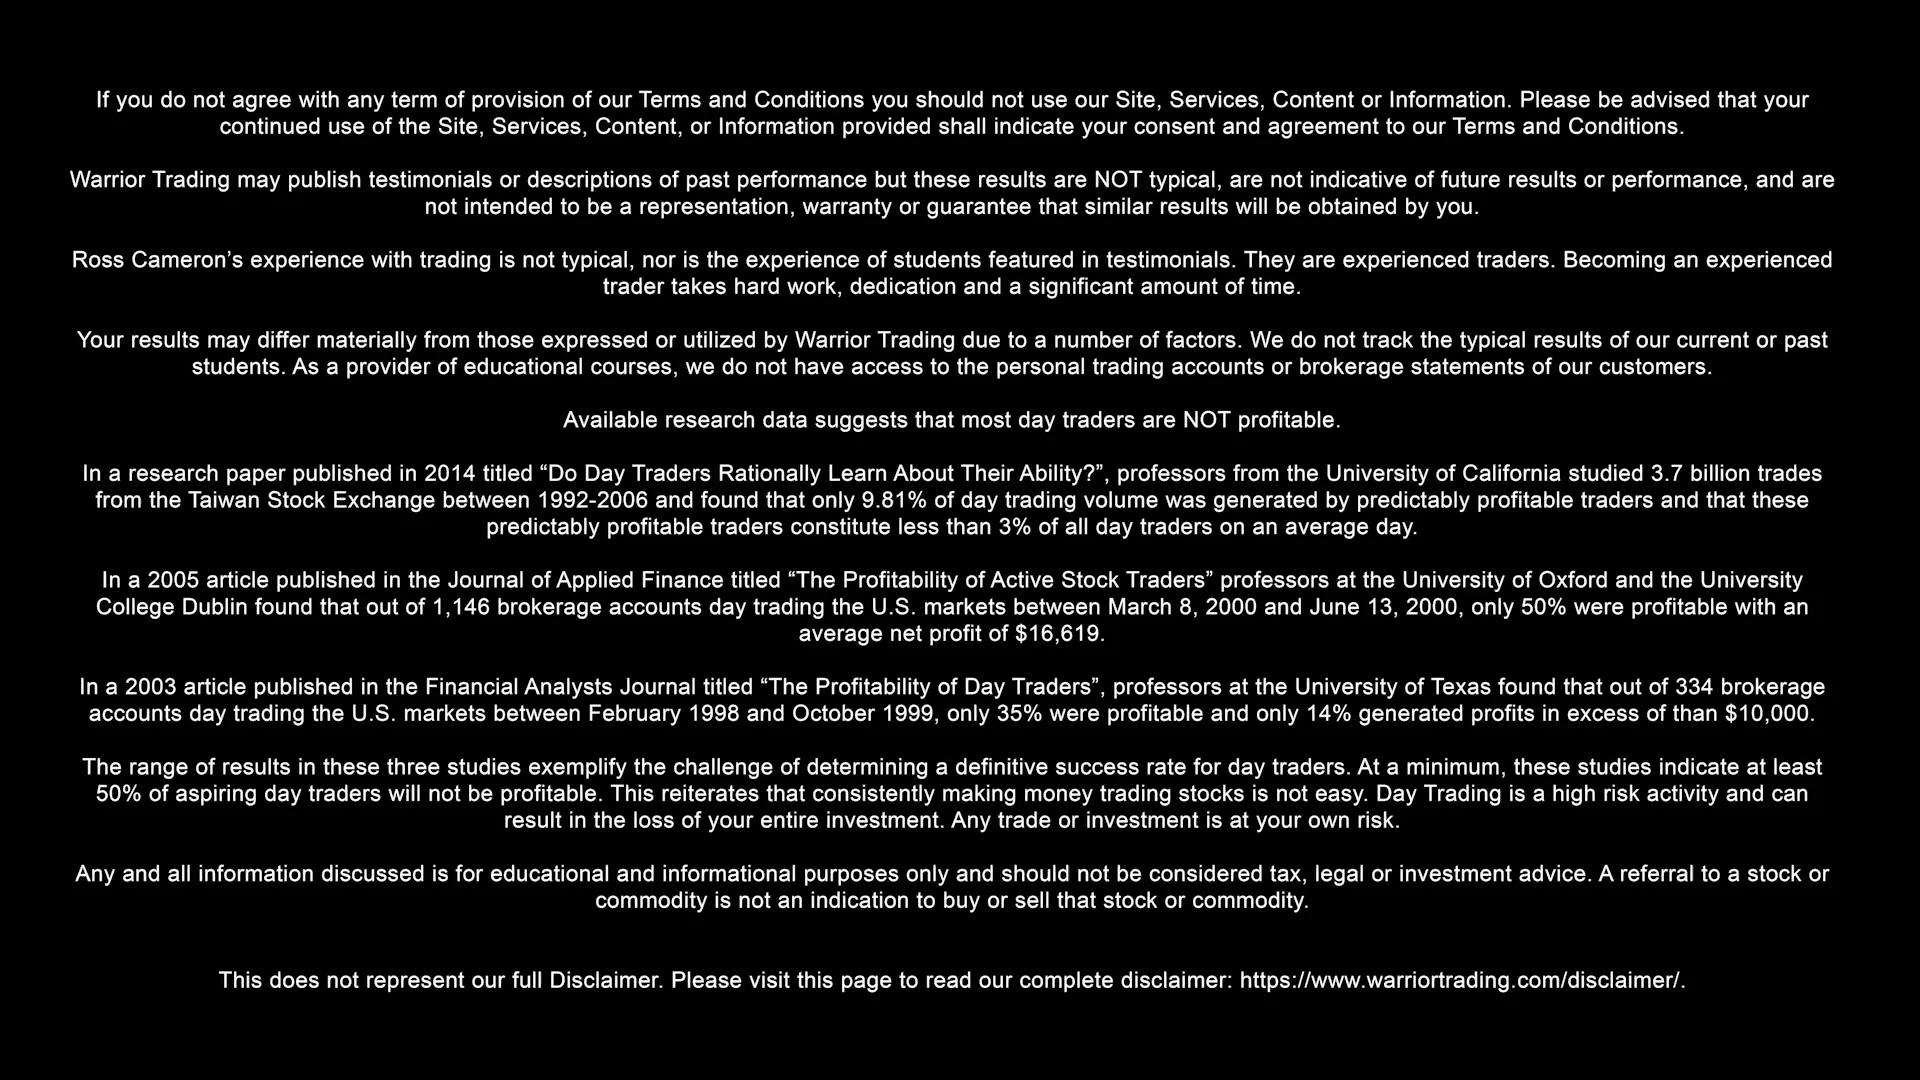 If you do not agree with any term of provision of our Terms and Conditions you should not use our Site, Services, Content or Information. Please be advised that your
continued use of the Site, Services, Content, or Information provided shall indicate your consent and agreement to our Terms and Conditions.
Warrior Trading may publish testimonials or descriptions of past performance but these results are NOT typical, are not indicative of future results or performance, and are
not intended to be a representation, warranty or guarantee that similar results will be obtained by you.
Ross Cameron’s experience with trading is not typical, nor is the experience of students featured in testimonials. They are experienced traders. Becoming an experienced
trader takes hard work, dedication and a significant amount of time.
Your results may differ materially from those expressed or utilized by Warrior Trading due to a number of factors. We do not track the typical results of our current or past
students. As a provider of educational courses, we do not have access to the personal trading accounts or brokerage statements of our customers.
Available research data suggests that most day traders are NOT profitable.
In a research paper published in 2014 titled “Do Day Traders Rationally Learn About Their Ability?”, professors from the University of California studied 3.7 billion trades
from the Taiwan Stock Exchange between 1992-2006 and found that only 9.81% of day trading volume was generated by predictably profitable traders and that these
predictably profitable traders constitute less than 3% of all day traders on an average day.
In a 2005 article published in the Journal of Applied Finance titled “The Profitability of Active Stock Traders” professors at the University of Oxford and the University
College Dublin found that out of 1,146 brokerage accounts day trading the U.S. markets between March 8, 2000 and June 13, 2000, only 50% were profitable with an
average net profit of $16,619.
In a 2003 article published in the Financial Analysts Journal titled “The Profitability of Day Traders”, professors at the University of Texas found that out of 334 brokerage
accounts day trading the U.S. markets between February 1998 and October 1999, only 35% were profitable and only 14% generated profits in excess of than $10,000.
The range of results in these three studies exemplify the challenge of determining a definitive success rate for day traders. At a minimum, these studies indicate at least
50% of aspiring day traders will not be profitable. This reiterates that consistently making money trading stocks is not easy. Day Trading is a high risk activity and can
result in the loss of your entire investment. Any trade or investment is at your own risk.
Any and all information discussed is for educational and informational purposes only and should not be considered tax, legal or investment advice. A referral to a stock or
commodity is not an indication to buy or sell that stock or commodity.
This does not represent our full Disclaimer. Please visit this page to read our complete disclaimer: https://www.warriortrading.com/disclaimer/.